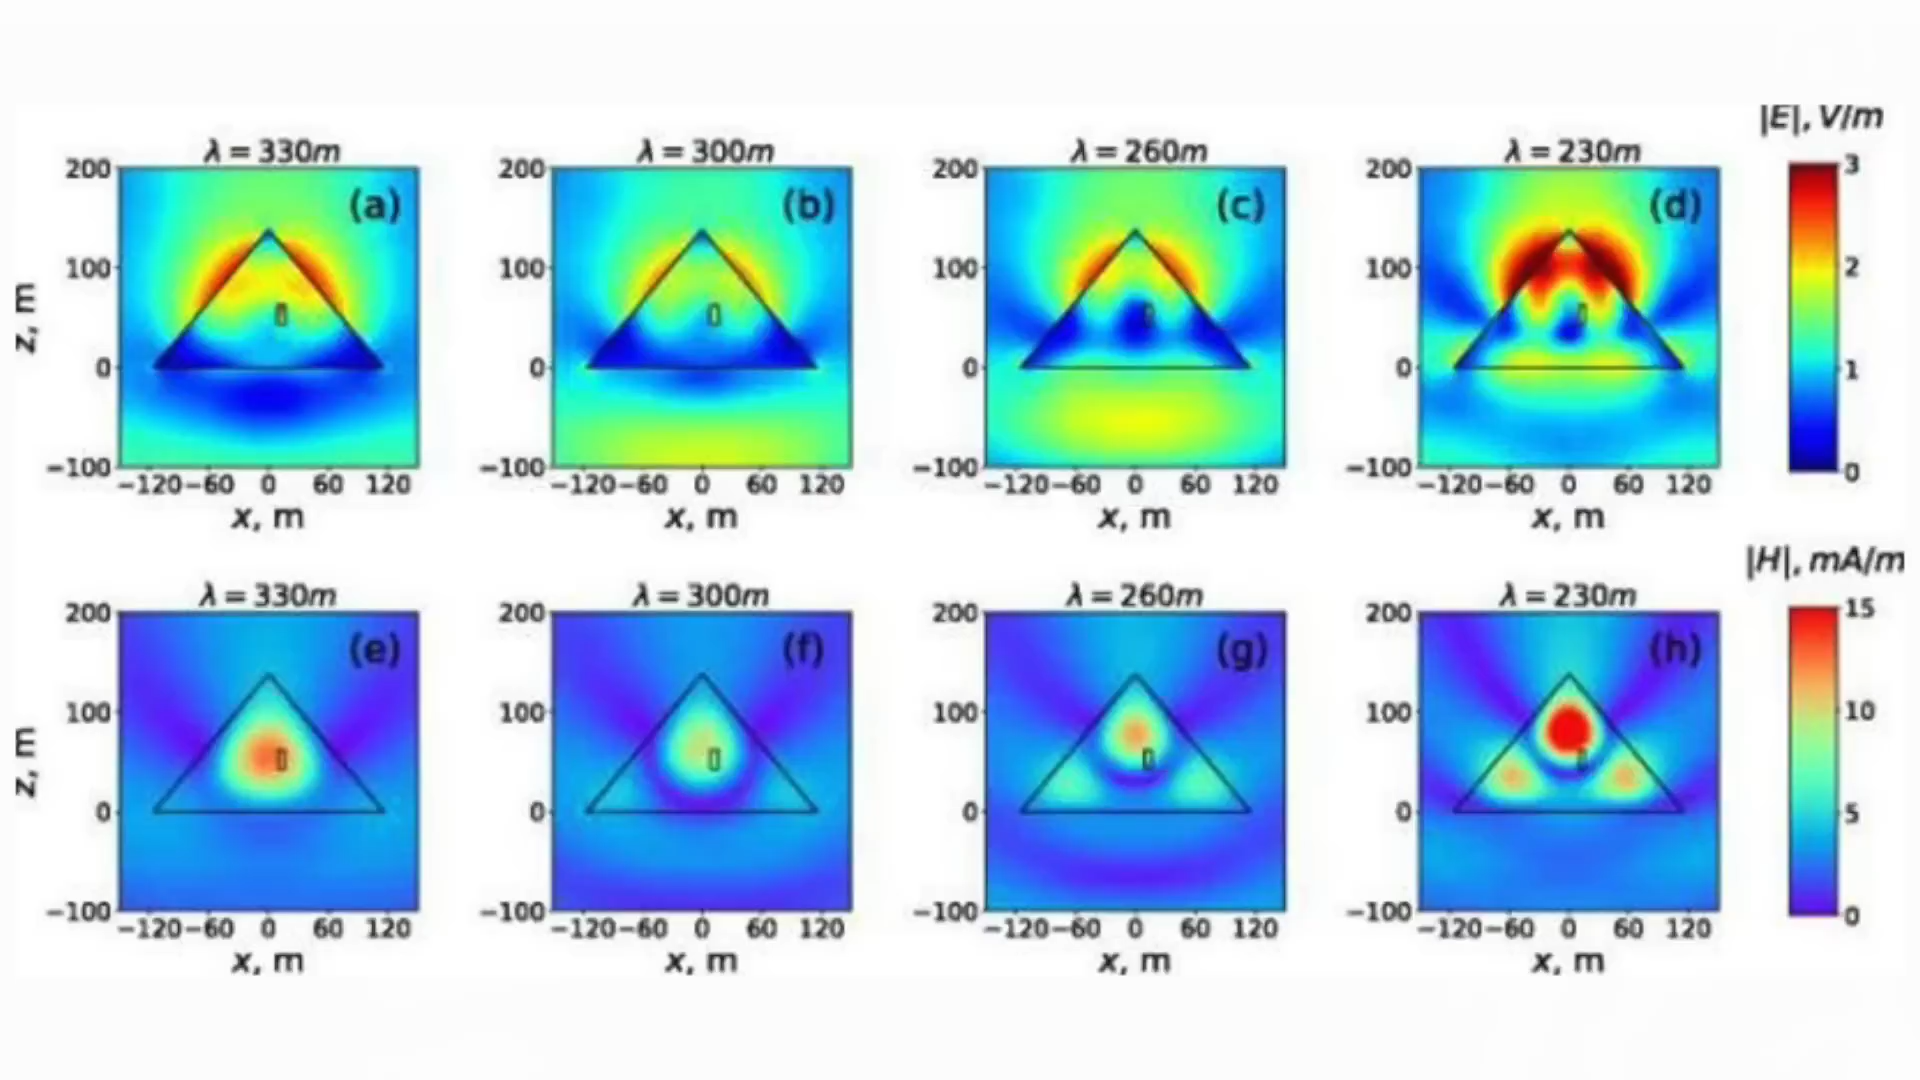 |E|, V/m
λ = 330m
λ = 300m
λ = 260m
λ = 230m
(a)
(b)
(c)
(d)
200
100
0
−100
z, m
200
100
0
−100
200
100
0
−100
200
100
0
−100
3
2
1
0
−120 −60 0 60 120
−120 −60 0 60 120
−120 −60 0 60 120
−120 −60 0 60 120
x, m
x, m
x, m
x, m
|H|, mA/m
λ = 330m
λ = 300m
λ = 260m
λ = 230m
(e)
(f)
(g)
(h)
200
100
0
−100
z, m
200
100
0
−100
200
100
0
−100
200
100
0
−100
15
10
5
0
−120 −60 0 60 120
−120 −60 0 60 120
−120 −60 0 60 120
−120 −60 0 60 120
x, m
x, m
x, m
x, m